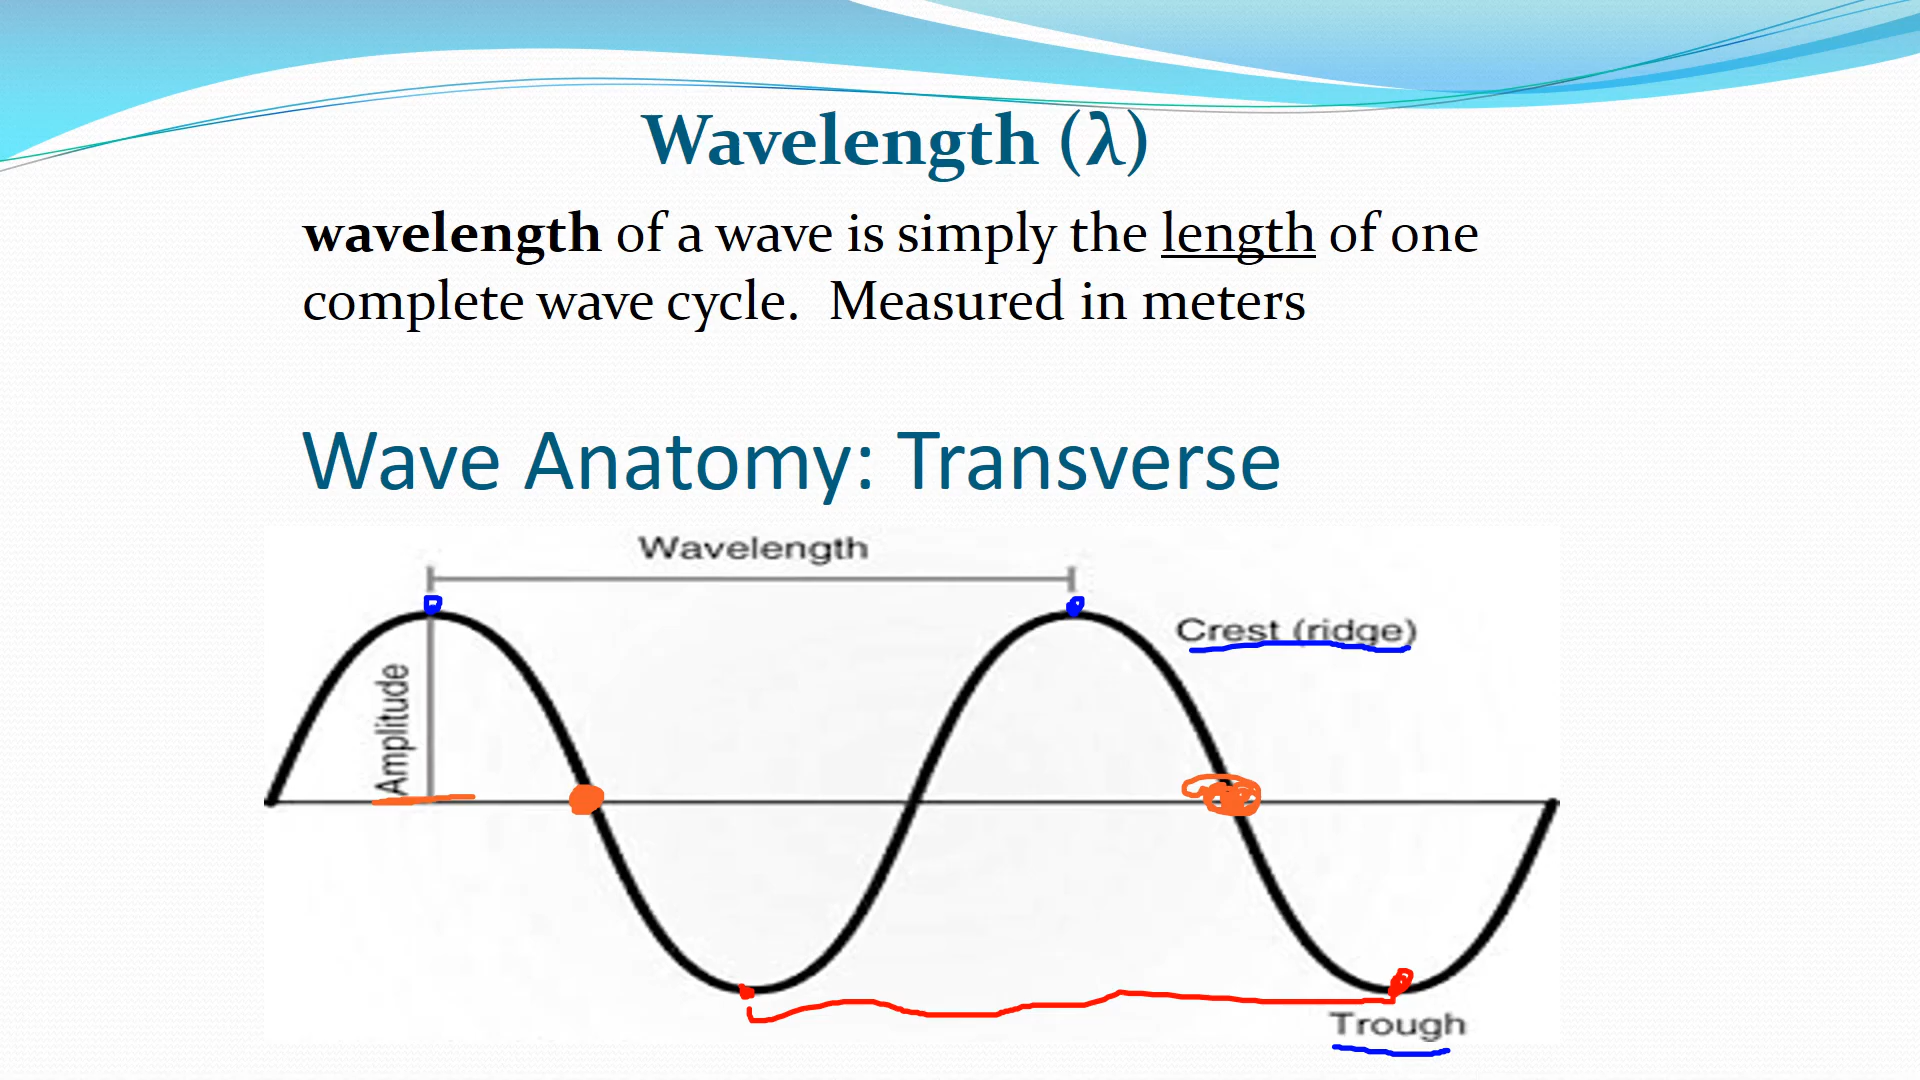 Wavelength (λ)
wavelength of a wave is simply the length of one
complete wave cycle.  Measured in meters
Wave Anatomy: Transverse
Wavelength
Crest (ridge)
Amplitude
Trough